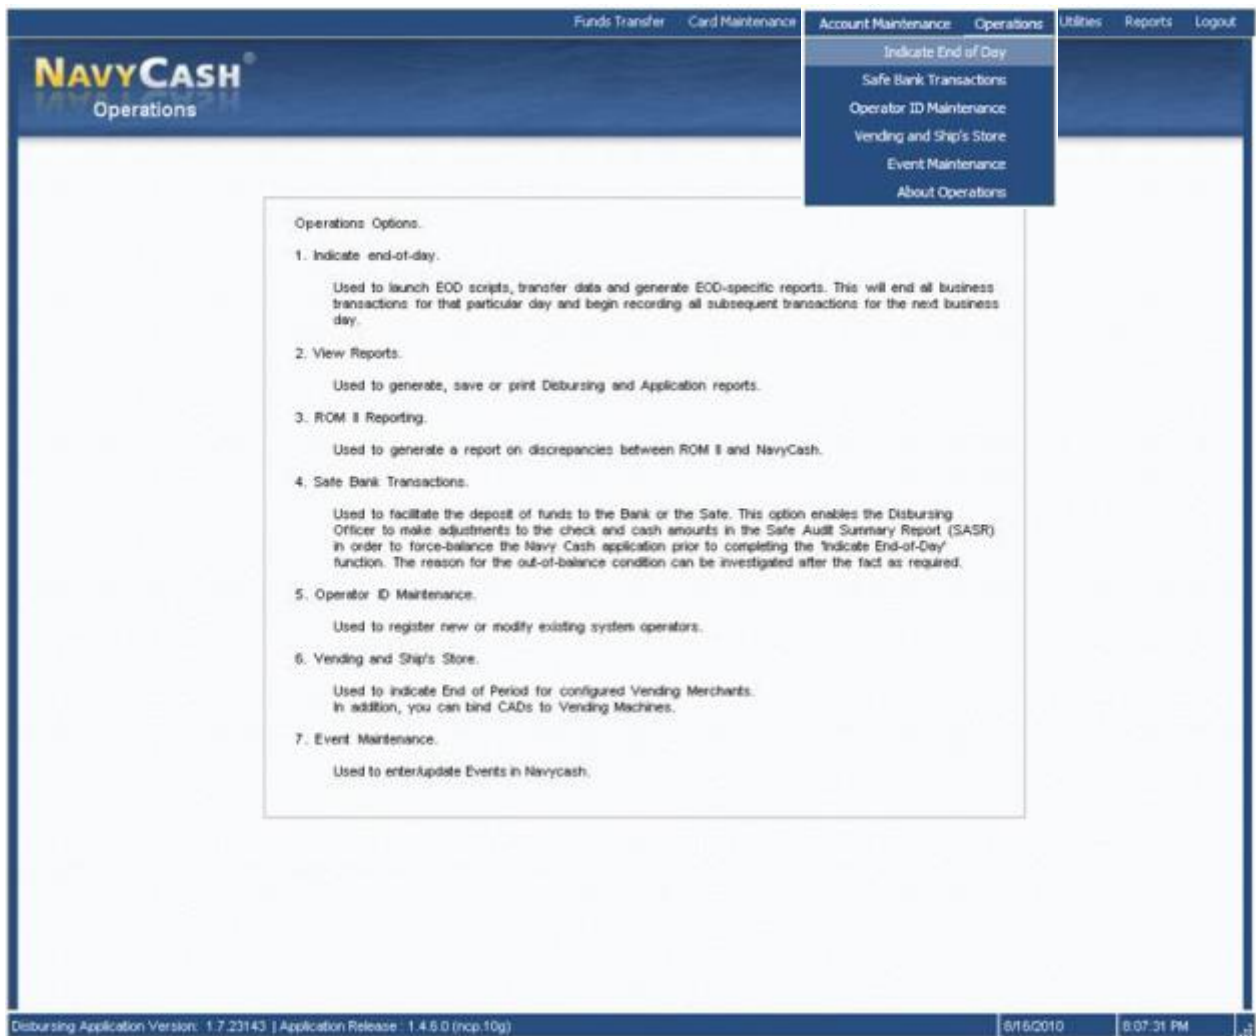 Funds Transfer Card Maintenance Account Maintenance Operations Utilities Reports Logout
Indicate End of Day
Safe Bank Transactions
Operator ID Maintenance
Vending and Ship's Store
Event Maintenance
About Operations
NAVYCASH®
Operations
Operations Options.
1. Indicate end-of-day.
Used to launch EOD scripts, transfer data and generate EOD-specific reports. This will end all business
transactions for that particular day and begin recording all subsequent transactions for the next business
day.
2. View Reports.
Used to generate, save or print Disbursing and Application reports.
3. ROM II Reporting.
Used to generate a report on discrepancies between ROM II and NavyCash.
4. Safe Bank Transactions.
Used to facilitate the deposit of funds to the Bank or the Safe. This option enables the Disbursing
Officer to make adjustments to the check and cash amounts in the Safe Audit Summary Report (SASR)
in order to force-balance the Navy Cash application prior to completing the 'Indicate End-of-Day'
function. The reason for the out-of-balance condition can be investigated after the fact as required.
5. Operator ID Maintenance.
Used to register new or modify existing system operators.
6. Vending and Ship's Store.
Used to indicate End of Period for configured Vending Merchants.
In addition, you can bind CADs to Vending Machines.
7. Event Maintenance.
Used to enter/update Events in Navycash.
Disbursing Application Version: 1.7.23143 | Application Release : 1.4.6.0 (ncp.10g) 6/16/2010 8:07:31 PM